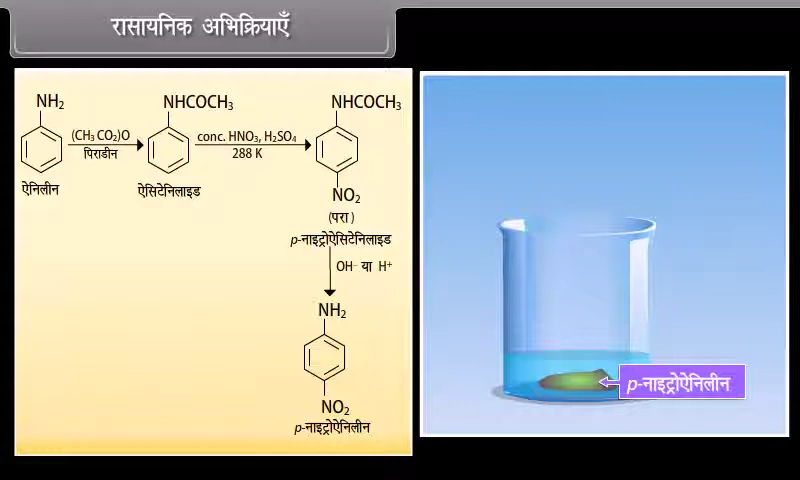 रासायनिक अभिक्रियाएँ
NH₂
(CH₃ CO₂)O
पिराडीन
ऐनिलीन
NHCOCH₃
ऐसिटेनिलाइड
conc. HNO₃, H₂SO₄
288 K
NHCOCH₃
NO₂
(परा)
p-नाइट्रोऐसिटेनिलाइड
OH⁻ या H⁺
NH₂
NO₂
p-नाइट्रोऐनिलीन
p-नाइट्रोऐनिलीन